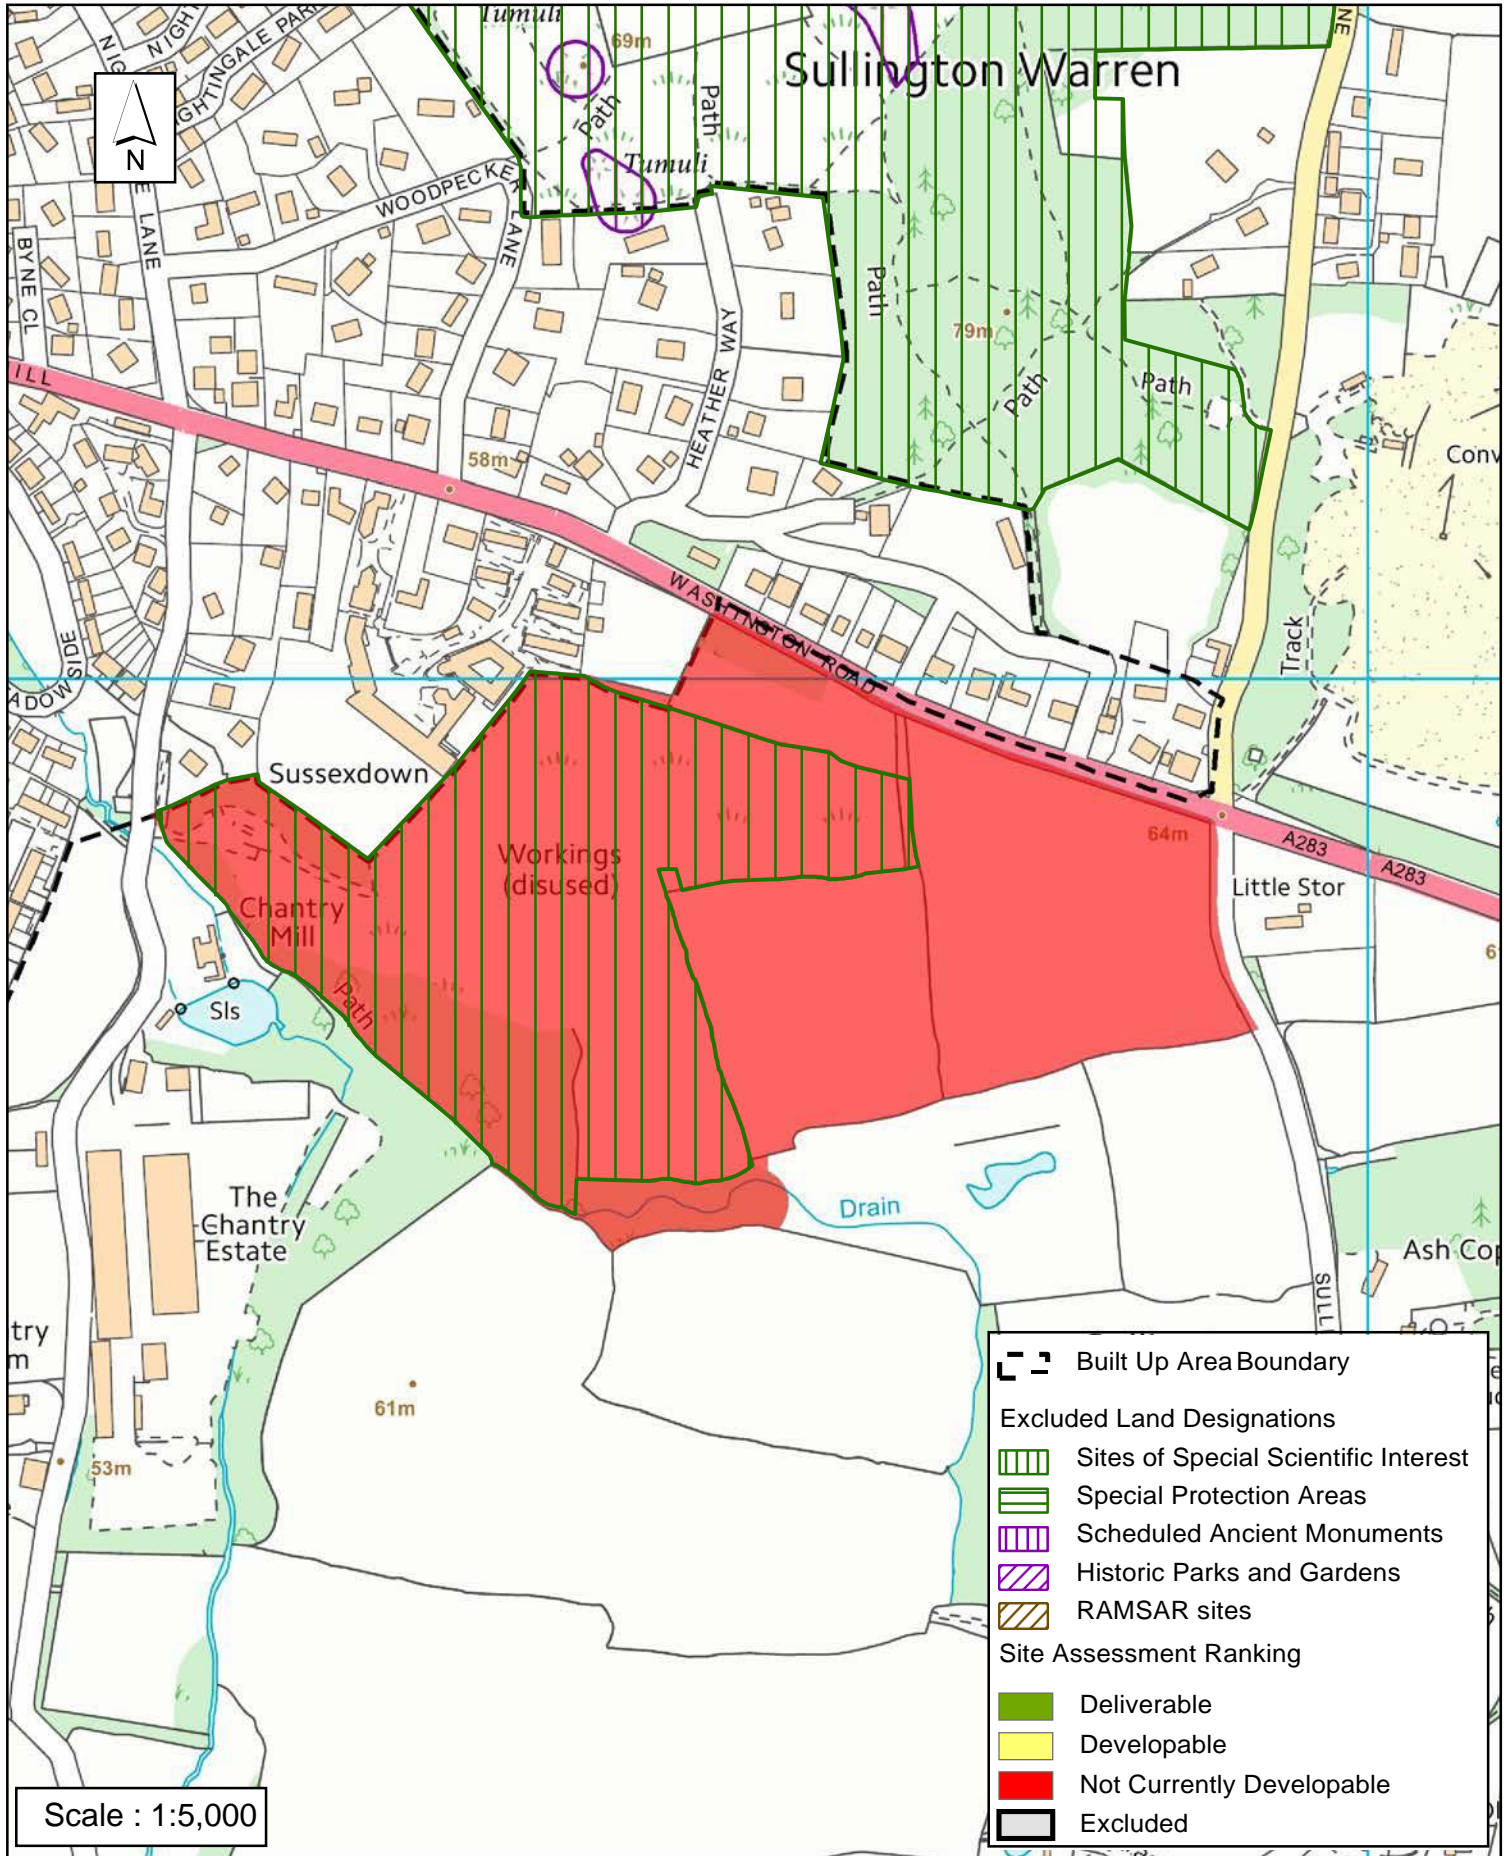 Tumuli
69m
Sullington Warren
NIGHTINGALE PARK
Path
Path
Tumuli
N
WOODPECKER LANE
LANE
BYNE CL
Path
79m
Path
Path
HEATHER WAY
ILL
58m
Conv
WASHINGTON ROAD
Track
ADOWSIDE
Sussexdown
64m
A283
A283
Workings
(disused)
Little Stor
Chantry
Mill
Path
Sls
Drain
The
Chantry
Estate
Ash Cop
SULL
try
m
61m
53m
Built Up Area Boundary
Excluded Land Designations
Sites of Special Scientific Interest
Special Protection Areas
Scheduled Ancient Monuments
Historic Parks and Gardens
RAMSAR sites
Site Assessment Ranking
Deliverable
Developable
Not Currently Developable
Excluded
Scale : 1:5,000